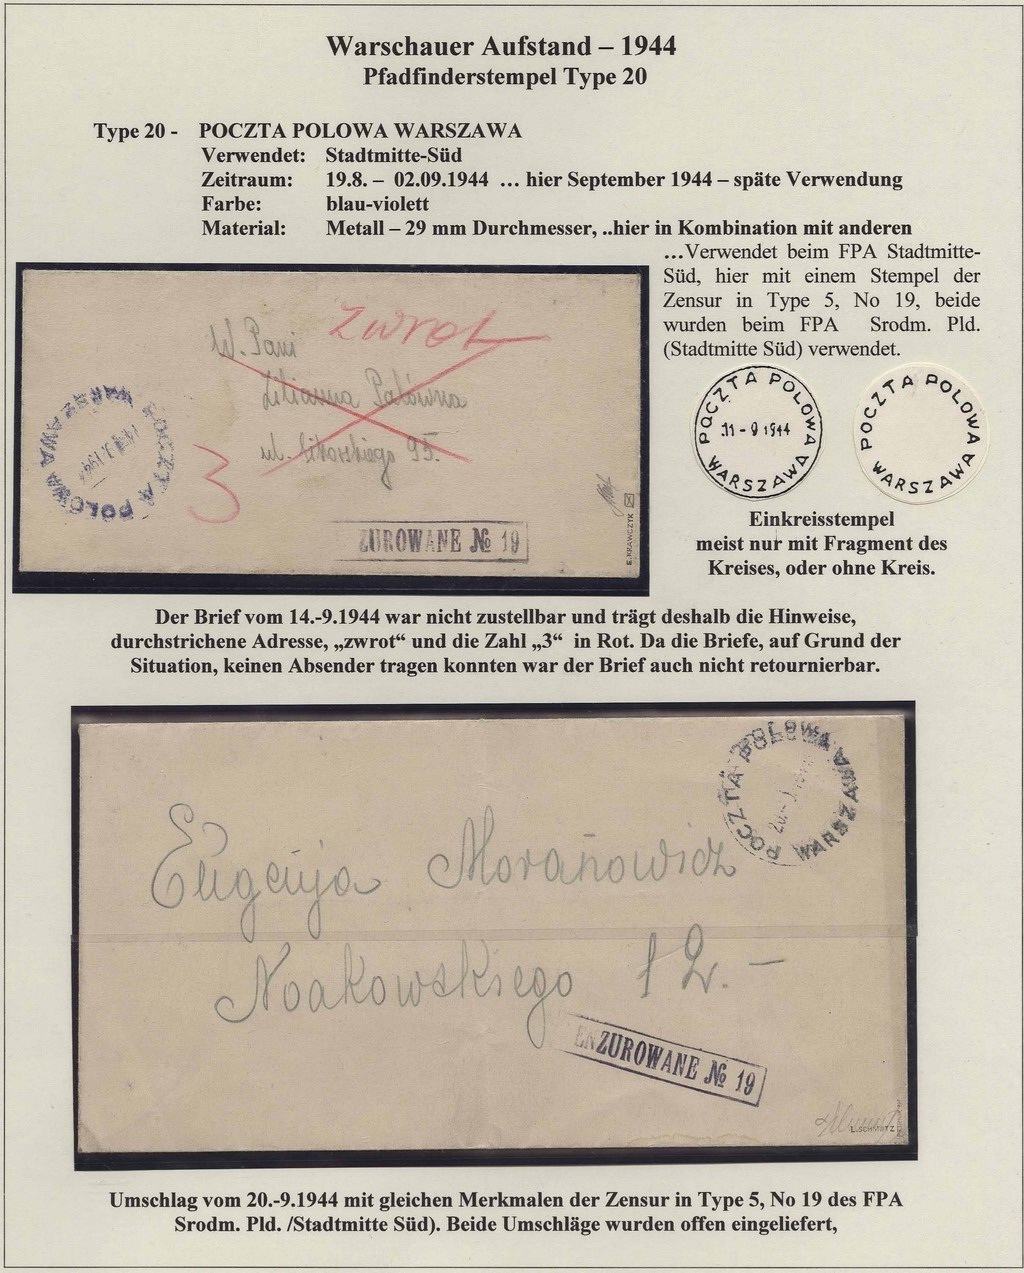 Warschauer Aufstand – 1944
Pfadfinderstempel Type 20
Type 20 - POCZTA POLOWA WARSZAWA
Verwendet: Stadtmitte-Süd
Zeitraum: 19.8. – 02.09.1944 … hier September 1944 – späte Verwendung
Farbe: blau-violett
Material: Metall – 29 mm Durchmesser, ..hier in Kombination mit anderen
…Verwendet beim FPA Stadtmitte-
Süd, hier mit einem Stempel der
Zensur in Type 5, No 19, beide
wurden beim FPA Srodm. Pld.
(Stadtmitte Süd) verwendet.
zwrot
W. Pani
95.
3
POCZTA POLOWA WARSZAWA
ZUROWANE № 19
E. KRAWCZYK
POCZTA POLOWA
11-9 1944
WARSZAWA
POCZTA POLOWA
WARSZAWA
Einkreisstempel
meist nur mit Fragment des
Kreises, oder ohne Kreis.
Der Brief vom 14.-9.1944 war nicht zustellbar und trägt deshalb die Hinweise,
durchstrichene Adresse, „zwrot“ und die Zahl „3“ in Rot. Da die Briefe, auf Grund der
Situation, keinen Absender tragen konnten war der Brief auch nicht retournierbar.
POCZTA POLOWA WARSZAWA
Eugenja Moranowicz
Noakowskiego 12. –
ENZUROWANE № 19
L. SCHMUTZ
Umschlag vom 20.-9.1944 mit gleichen Merkmalen der Zensur in Type 5, No 19 des FPA
Srodm. Pld. /Stadtmitte Süd). Beide Umschläge wurden offen eingeliefert,